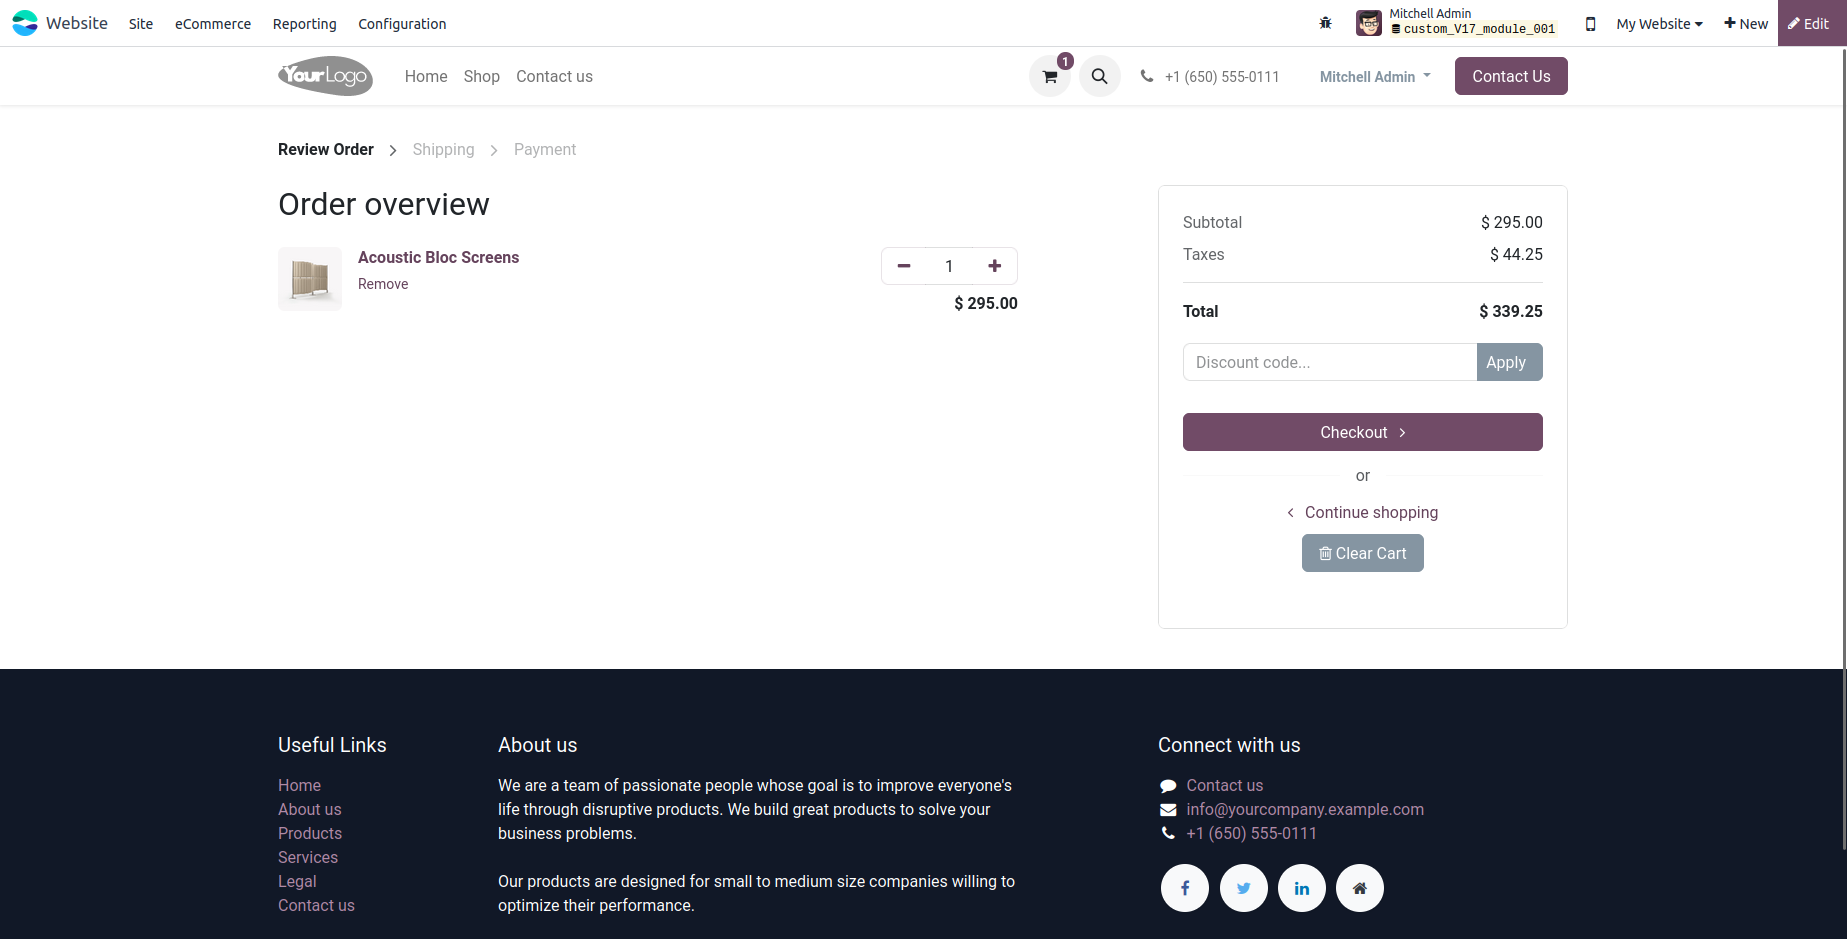 Website Site eCommerce Reporting Configuration Mitchell Admin custom_V17_module_001 My Website New Edit
YourLogo Home Shop Contact us 1 +1 (650) 555-0111 Mitchell Admin Contact Us
Review Order Shipping Payment
Order overview
Acoustic Bloc Screens
Remove
1
$ 295.00
Subtotal $ 295.00
Taxes $ 44.25
Total $ 339.25
Discount code... Apply
Checkout
or
Continue shopping
Clear Cart
Useful Links
Home
About us
Products
Services
Legal
Contact us
About us
We are a team of passionate people whose goal is to improve everyone's
life through disruptive products. We build great products to solve your
business problems.
Our products are designed for small to medium size companies willing to
optimize their performance.
Connect with us
Contact us
info@yourcompany.example.com
+1 (650) 555-0111